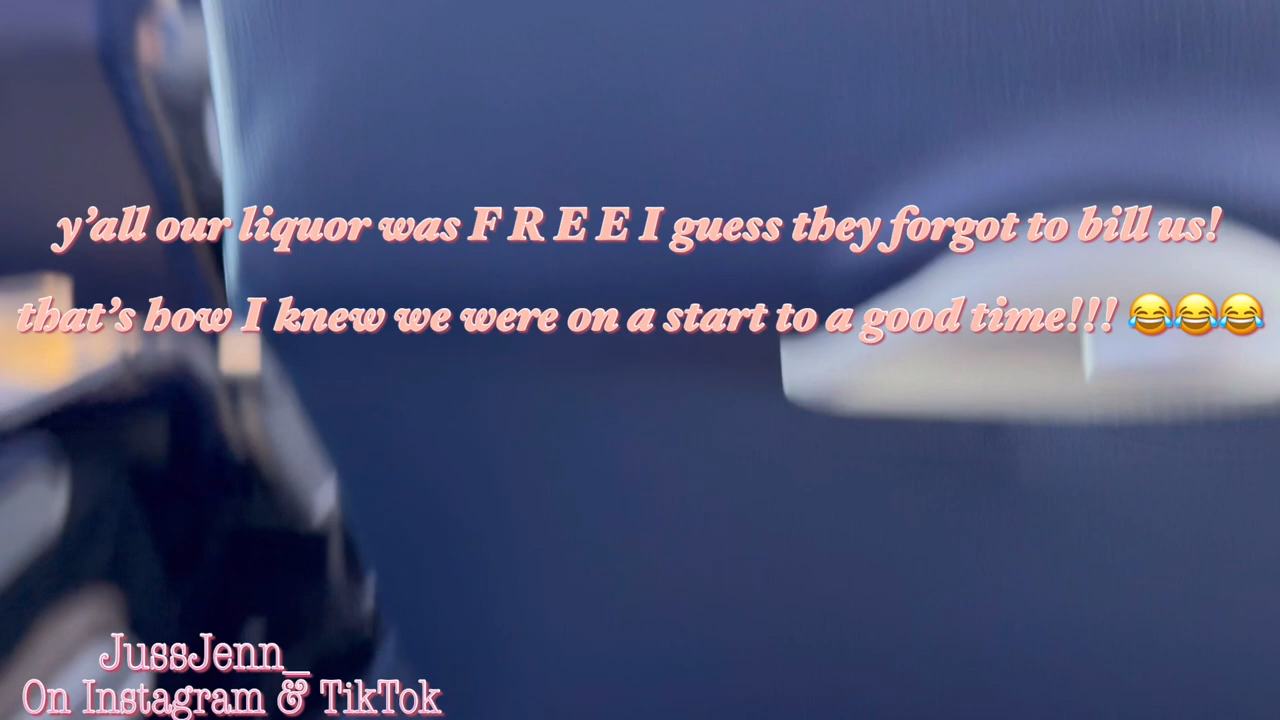 y’all our liquor was F R E E I guess they forgot to bill us!
that’s how I knew we were on a start to a good time!!! 😂😂😂
JussJenn_
On Instagram & TikTok